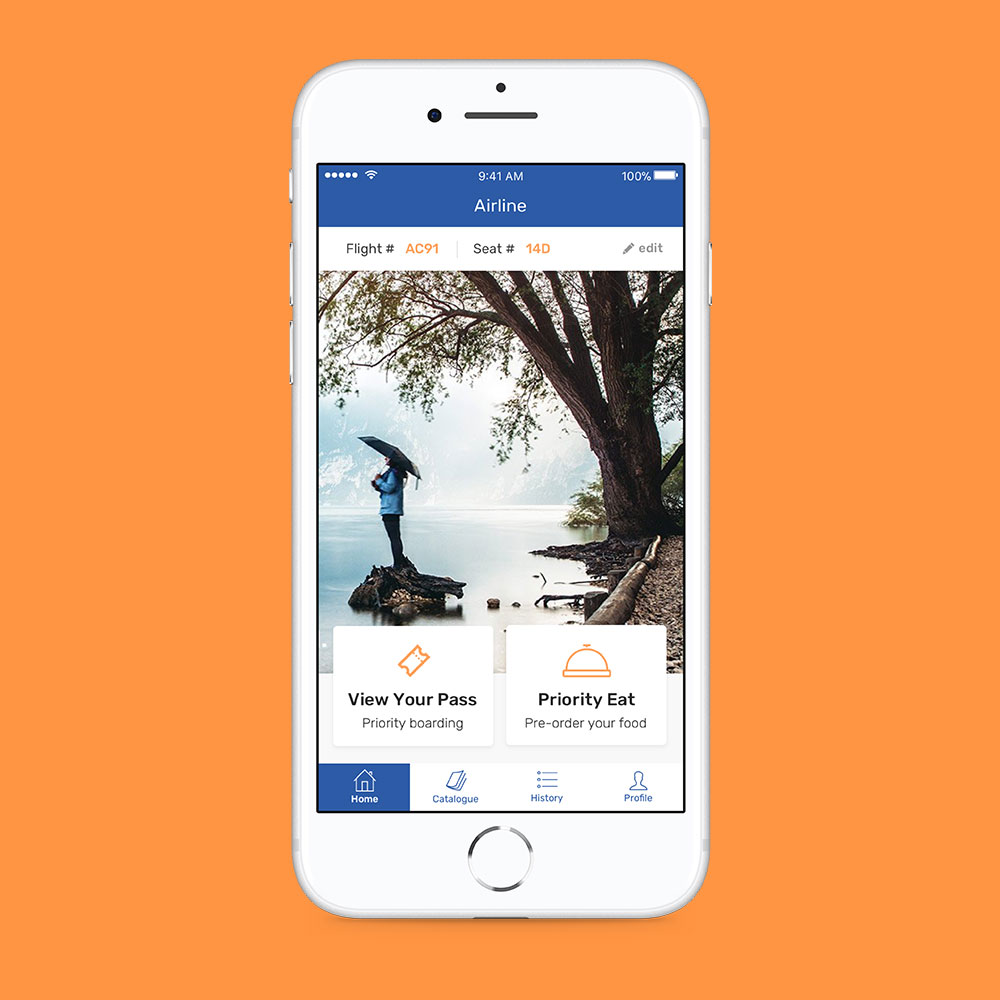 9:41 AM 100%
Airline
Flight # AC91 Seat # 14D edit
View Your Pass Priority Eat
Priority boarding Pre-order your food
Home Catalogue History Profile